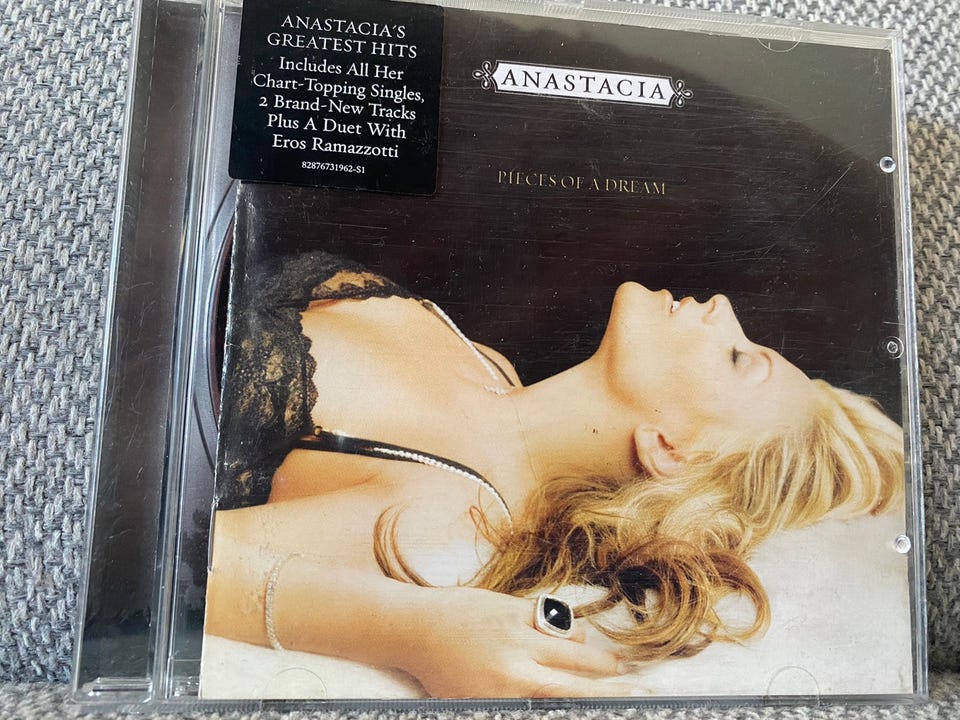 ANASTACIA'S
GREATEST HITS
Includes All Her
Chart-Topping Singles,
2 Brand-New Tracks
Plus A Duet With
Eros Ramazzotti
82876731962-S1
ANASTACIA
PIECES OF A DREAM